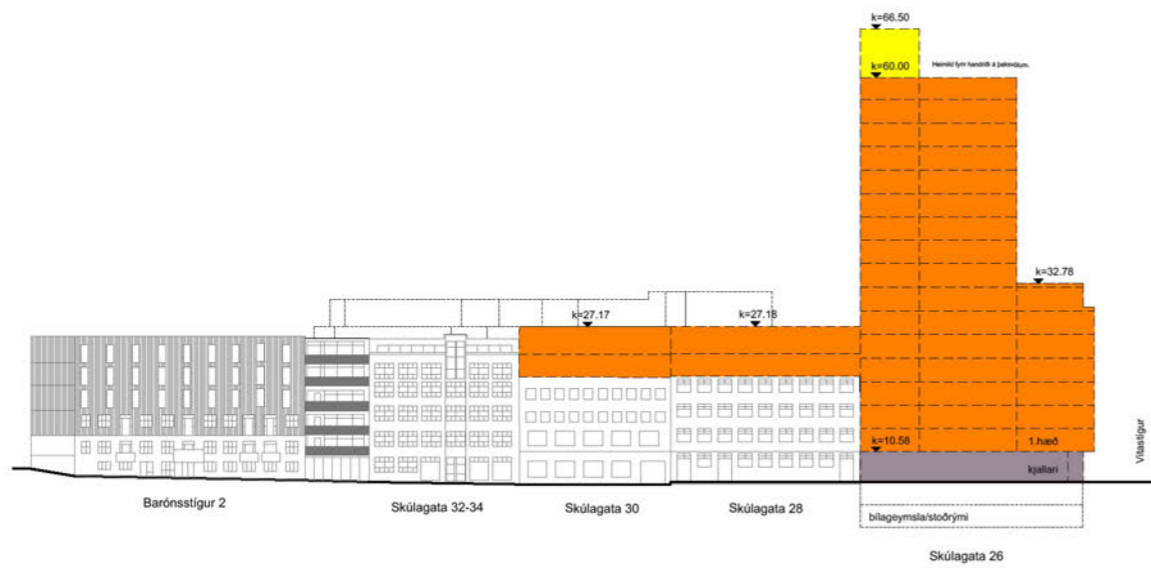 k=66.50
k=60.00
Heimild fyrir handriði á þaksvölum.
k=32.78
k=27.17
k=27.18
k=10.58
1.hæð
kjallari
Vitastígur
Barónsstígur 2
Skúlagata 32-34
Skúlagata 30
Skúlagata 28
bílageymsla/stoðrými
Skúlagata 26